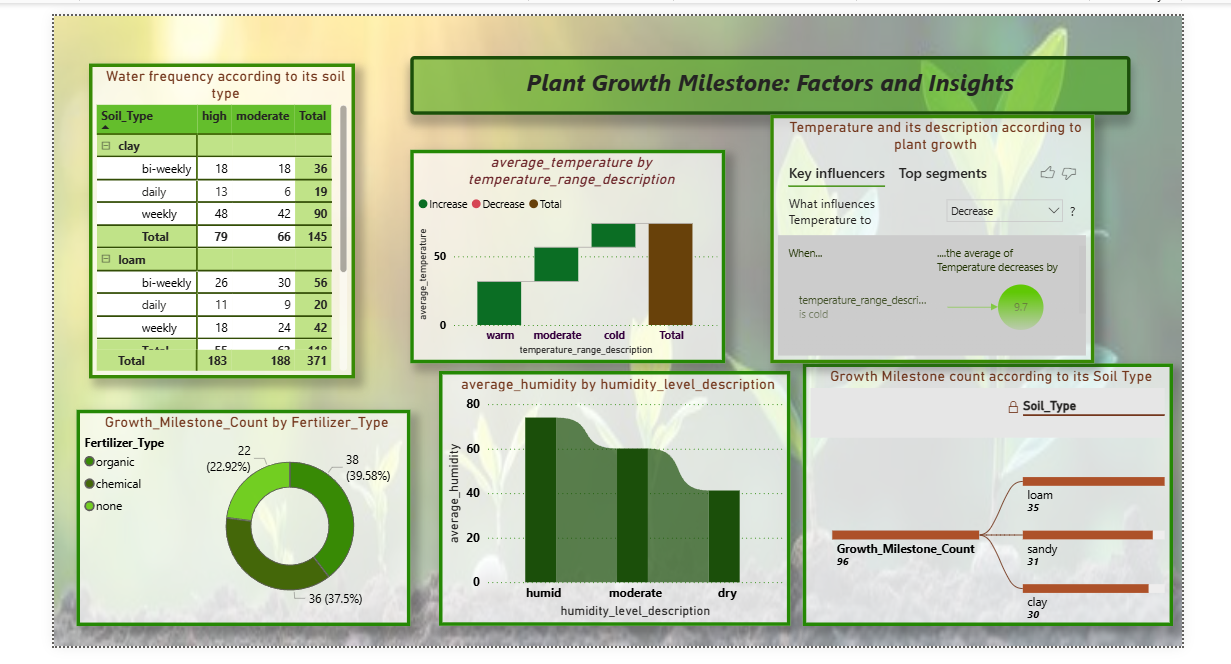 Plant Growth Milestone: Factors and Insights
Water frequency according to its soil
type
Soil_Type high moderate Total
clay
bi-weekly 18 18 36
daily 13 6 19
weekly 48 42 90
Total 79 66 145
loam
bi-weekly 26 30 56
daily 11 9 20
weekly 18 24 42
Total 183 188 371
average_temperature by
temperature_range_description
Increase Decrease Total
average_temperature
50
0
warm moderate cold Total
temperature_range_description
Temperature and its description according to
plant growth
Key influencers Top segments
What influences
Temperature to
Decrease ?
When...
....the average of
Temperature decreases by
temperature_range_descri...
is cold
9.7
Growth_Milestone_Count by Fertilizer_Type
Fertilizer_Type
organic
chemical
none
22
(22.92%)
38
(39.58%)
36 (37.5%)
average_humidity by humidity_level_description
average_humidity
80
60
40
20
0
humid moderate dry
humidity_level_description
Growth Milestone count according to its Soil Type
Soil_Type
Growth_Milestone_Count
96
loam
35
sandy
31
clay
30